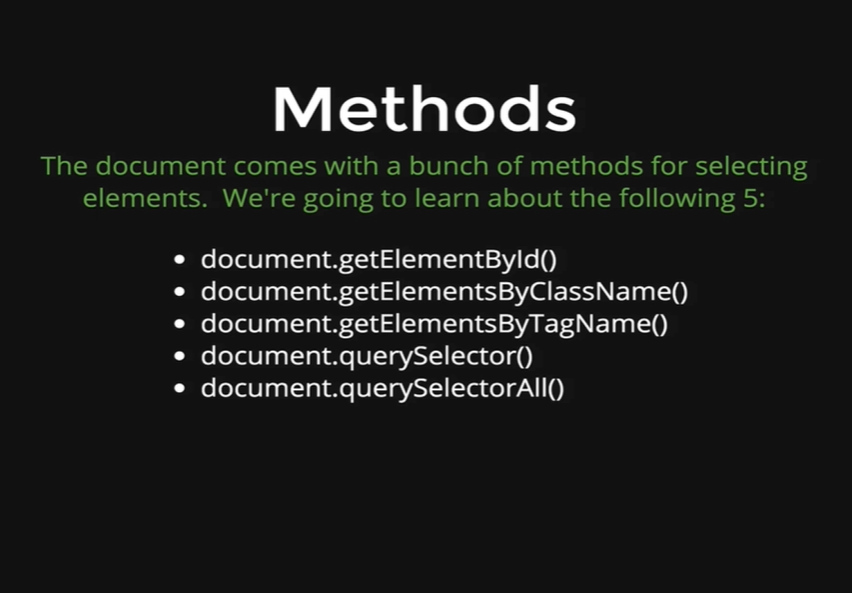 Methods
The document comes with a bunch of methods for selecting
elements.  We're going to learn about the following 5:
• document.getElementById()
• document.getElementsByClassName()
• document.getElementsByTagName()
• document.querySelector()
• document.querySelectorAll()